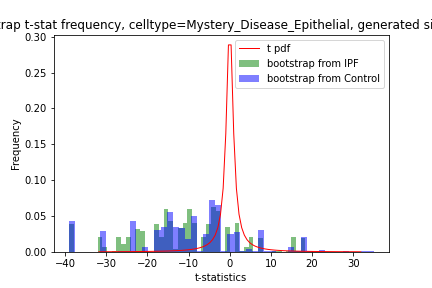 rap t-stat frequency, celltype=Mystery_Disease_Epithelial, generated si
t pdf
bootstrap from IPF
bootstrap from Control
Frequency
0.30
0.25
0.20
0.15
0.10
0.05
0.00
−40
−30
−20
−10
0
10
20
30
t-statistics